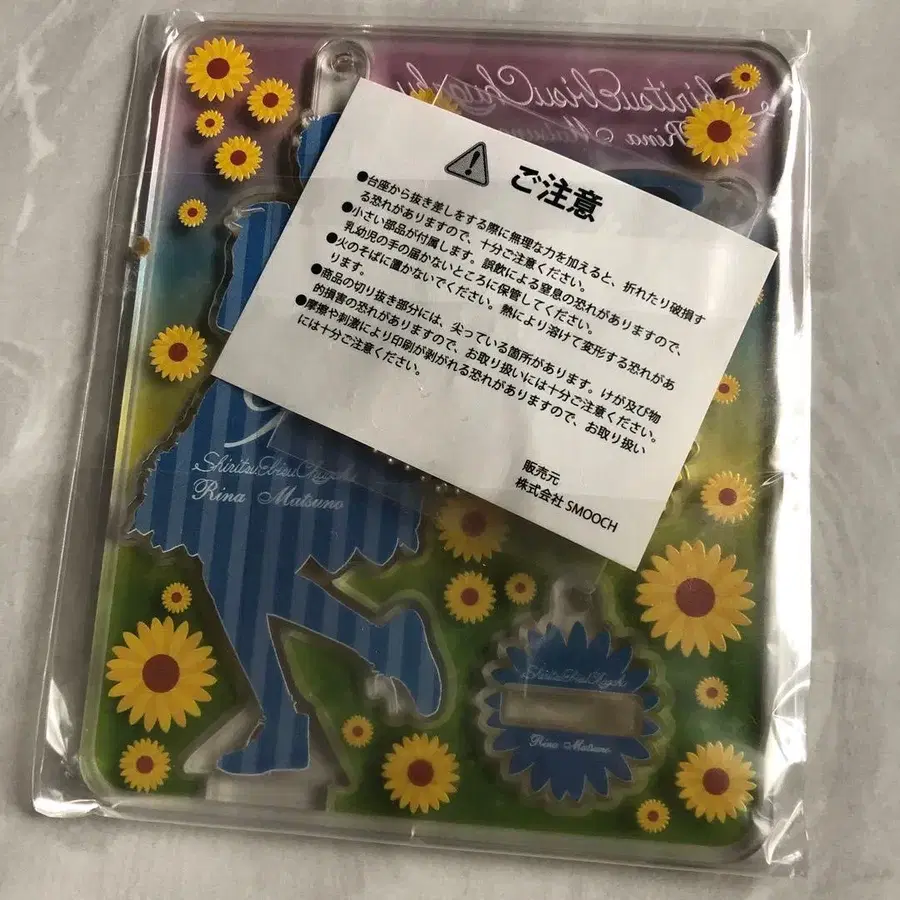 ShiritsuEbisuChugaku
Rina Matsuno
ご注意
●台座から抜き差しをする際に無理な力を加えると、折れたり破損す
る恐れがありますので、十分ご注意ください。
●小さい部品が付属します。誤飲による窒息の恐れがありますので、
乳幼児の手の届かないところに保管してください。
●火のそばに置かないでください。熱により溶けて変形する恐れがあ
ります。
●商品の切り抜き部分には、尖っている箇所があります。けが及び物
的損害の恐れがありますので、お取り扱いには十分ご注意ください。
●摩擦や刺激により印刷が剥がれる恐れがありますので、お取り扱い
には十分ご注意ください。
販売元
株式会社 SMOOCH
ShiritsuEbisuChugaku
Rina Matsuno
ShiritsuEbisuChugaku
Rina Matsuno